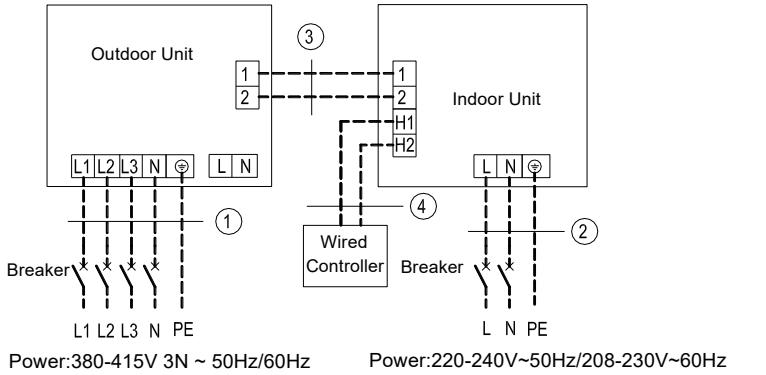 Outdoor Unit
1
2
L1 L2 L3 N
L N
3
Indoor Unit
1
2
H1
H2
L N
1
4
2
Wired
Controller
Breaker
Breaker
L1 L2 L3 N PE
L N PE
Power:380-415V 3N ~ 50Hz/60Hz
Power:220-240V~50Hz/208-230V~60Hz